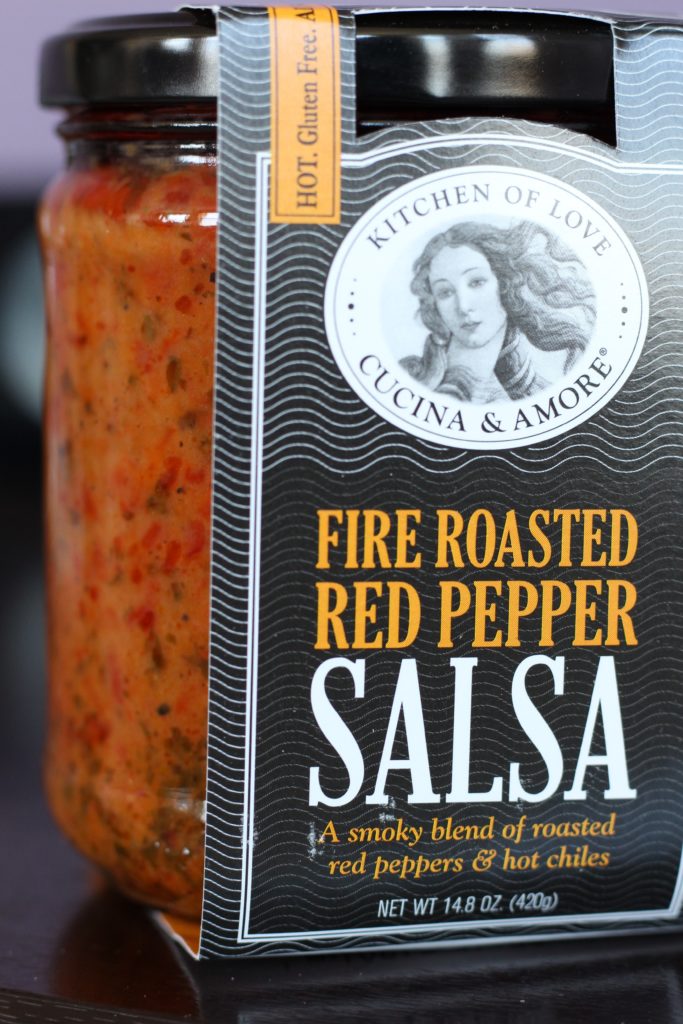 HOT. Gluten Free.
KITCHEN OF LOVE
CUCINA & AMORE®
FIRE ROASTED
RED PEPPER
SALSA
A smoky blend of roasted
red peppers & hot chiles
NET WT 14.8 OZ. (420g)